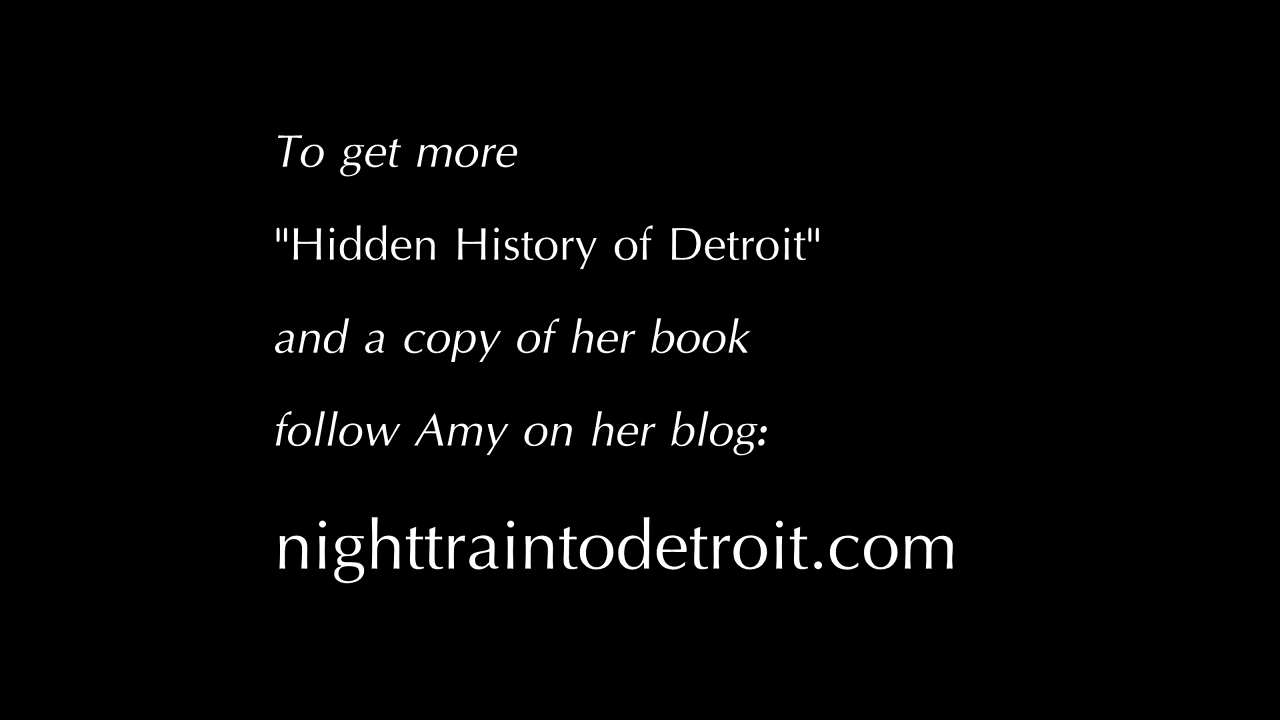 To get more
"Hidden History of Detroit"
and a copy of her book
follow Amy on her blog:
nighttraintodetroit.com